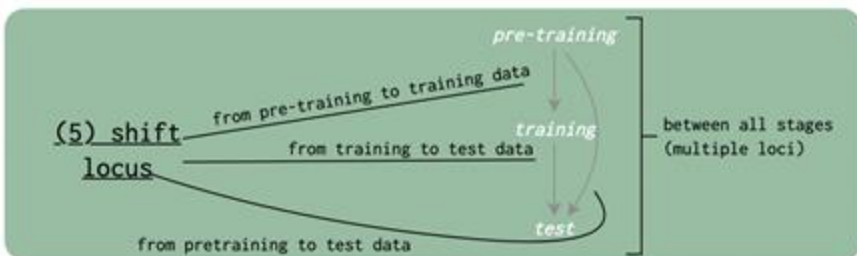 pre-training
from pre-training to training data
(5) shift
locus
training
from training to test data
between all stages
(multiple loci)
test
from pretraining to test data